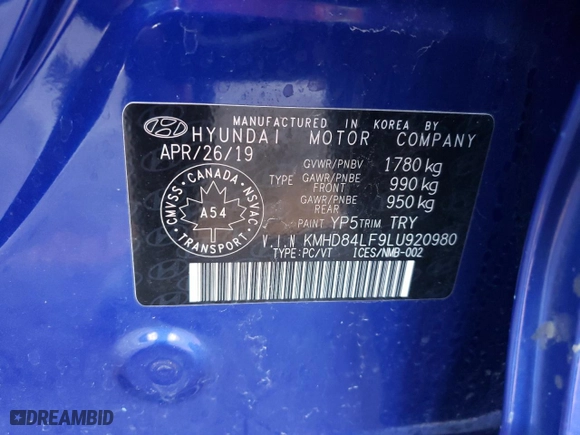 MANUFACTURED IN KOREA BY
HYUNDAI MOTOR COMPANY
APR/26/19
GVWR/PNBV 1780 kg
TYPE GAWR/PNBE FRONT 990 kg
GAWR/PNBE REAR 950 kg
PAINT YP5 TRIM TRY
V.I.N KMHD84LF9LU920980
TYPE:PC/VT ICES/NMB-002
CMVSS · CANADA · NSVAC
A54
TRANSPORT
DREAMBID